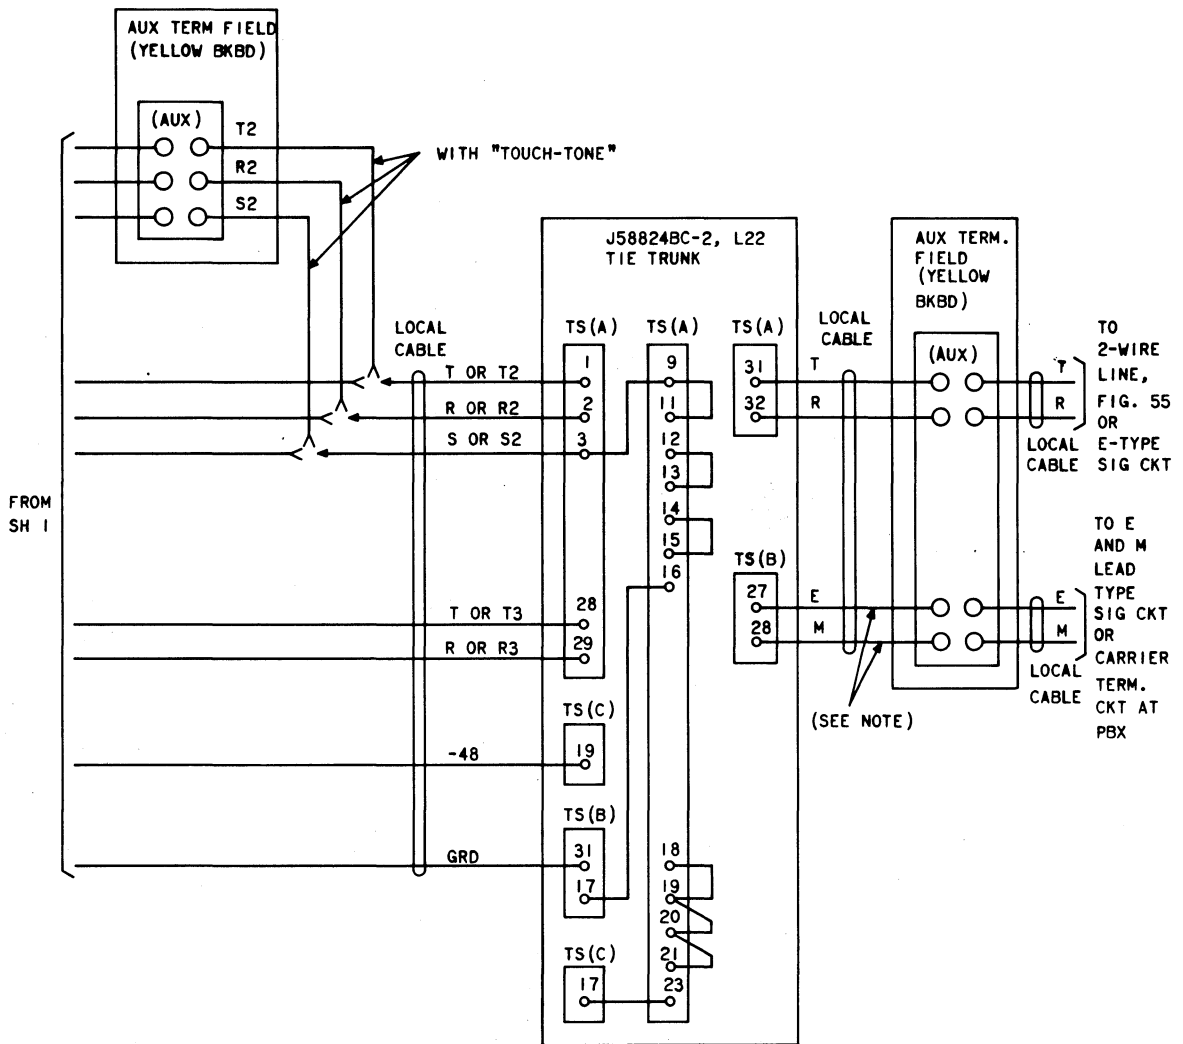 AUX TERM FIELD
(YELLOW BKBD)
(AUX)
T2
R2
S2
WITH "TOUCH-TONE"
FROM
SH 1
LOCAL
CABLE
T OR T2
R OR R2
S OR S2
T OR T3
R OR R3
-48
GRD
J58824BC-2, L22
TIE TRUNK
TS(A)
1
2
3
28
29
TS(C)
19
TS(B)
31
17
TS(C)
17
TS(A)
9
11
12
13
14
15
16
18
19
20
21
23
TS(A)
31
32
TS(B)
27
28
LOCAL
CABLE
T
R
E
M
(SEE NOTE)
AUX TERM.
FIELD
(YELLOW
BKBD)
(AUX)
T
R
LOCAL
CABLE
TO
2-WIRE
LINE,
FIG. 55
OR
E-TYPE
SIG CKT
E
M
LOCAL
CABLE
TO E
AND M
LEAD
TYPE
SIG CKT
OR
CARRIER
TERM.
CKT AT
PBX